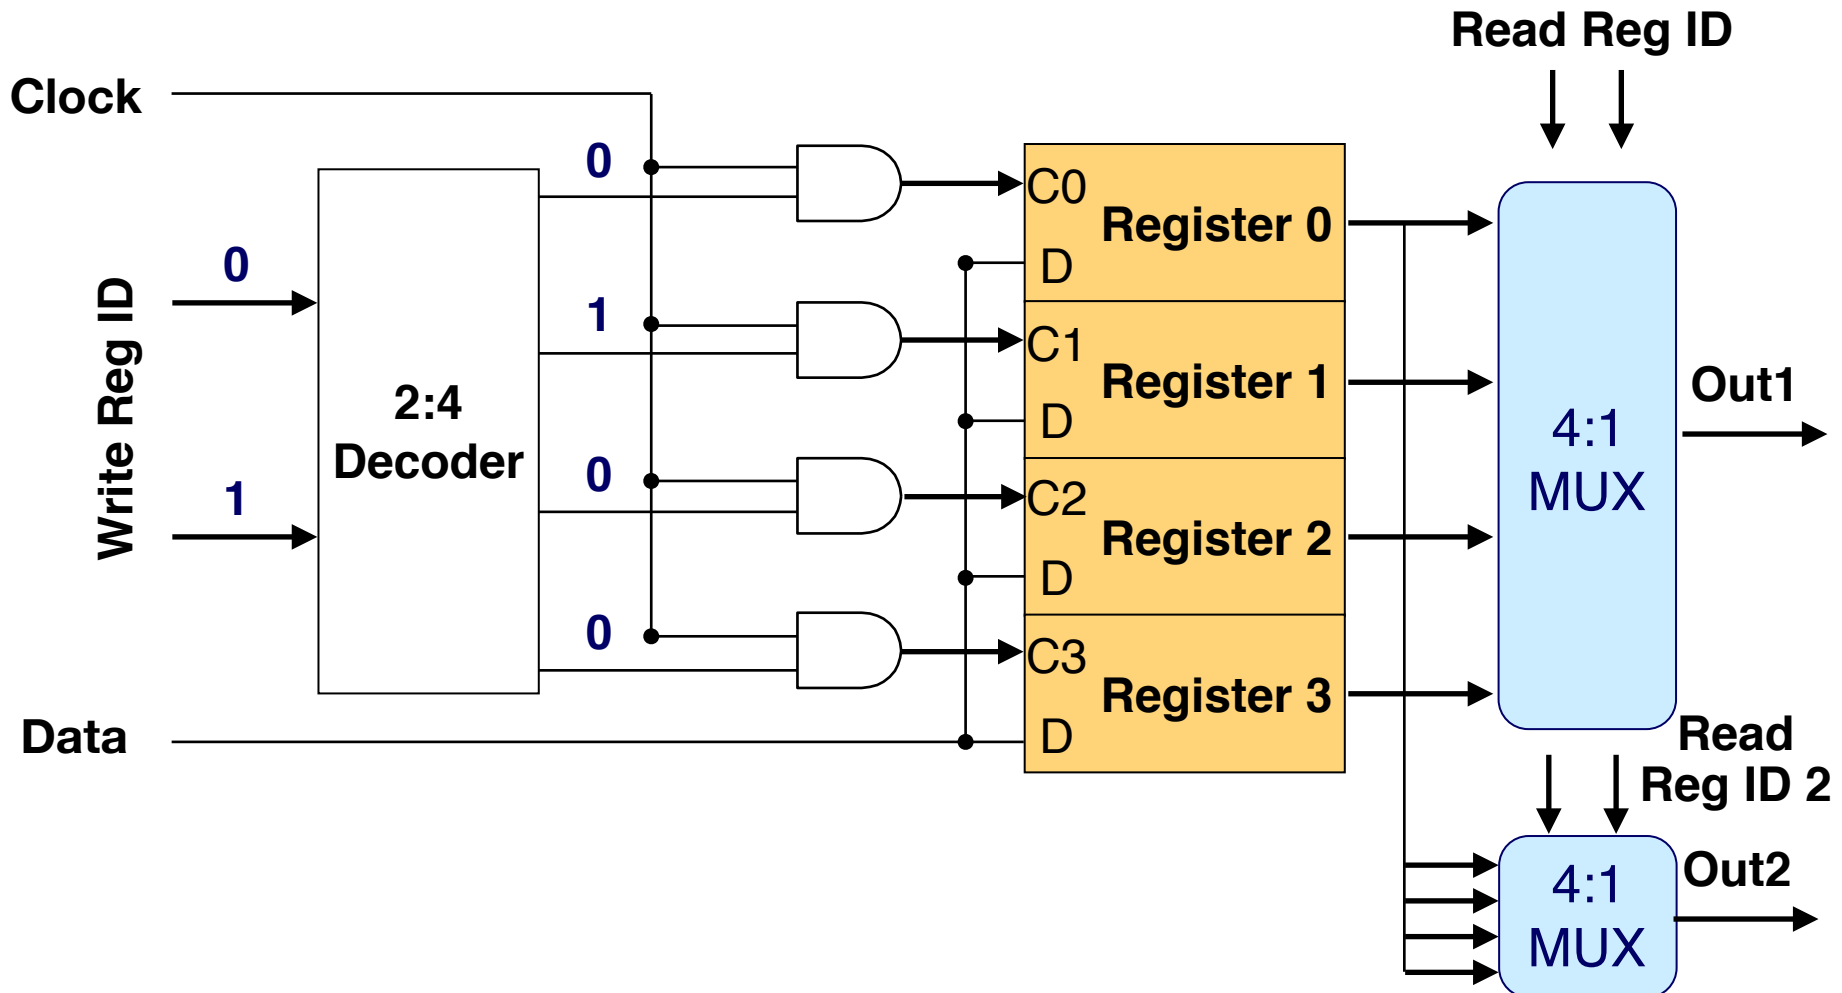 Read Reg ID
Clock
0
C0
Register 0
D
0
Write Reg ID
1
C1
Register 1
D
Out1
2:4
Decoder
4:1
MUX
1
0
C2
Register 2
D
0
C3
Register 3
D
Data
Read
Reg ID 2
4:1
MUX
Out2